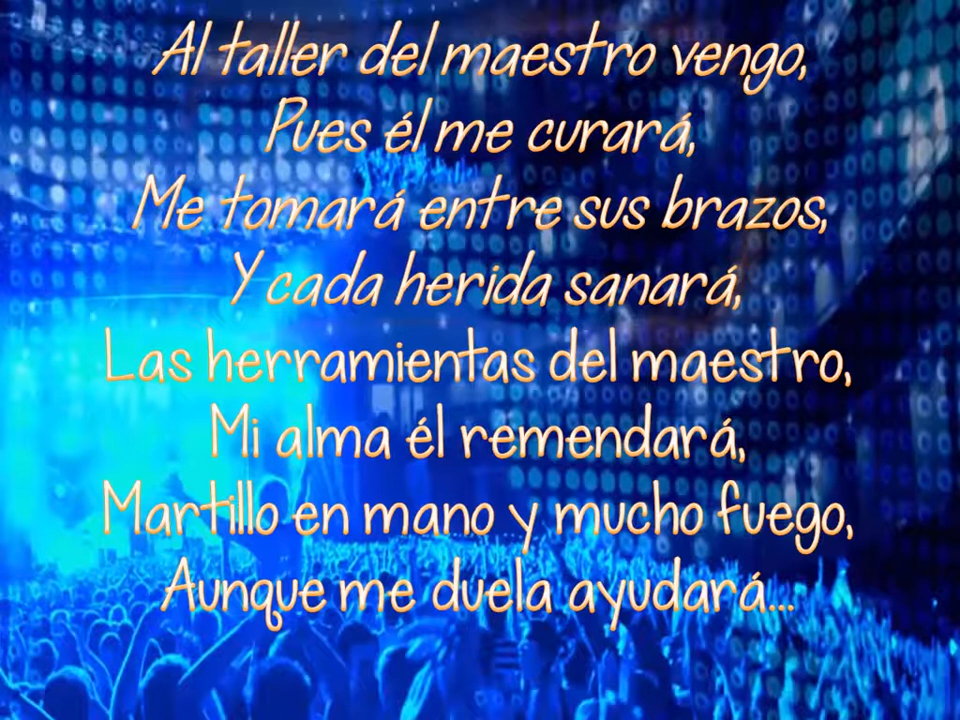 Al taller del maestro vengo,
Pues él me curará,
Me tomará entre sus brazos,
Y cada herida sanará,
Las herramientas del maestro,
Mi alma él remendará,
Martillo en mano y mucho fuego,
Aunque me duela ayudará...